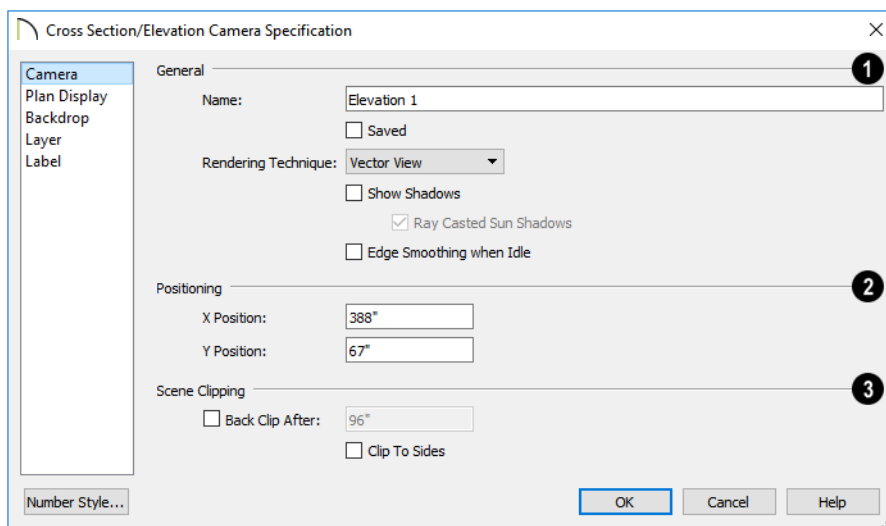 Cross Section/Elevation Camera Specification
Camera
Plan Display
Backdrop
Layer
Label
General
1
Name:
Elevation 1
Saved
Rendering Technique:
Vector View
Show Shadows
Ray Casted Sun Shadows
Edge Smoothing when Idle
Positioning
2
X Position:
388"
Y Position:
67"
Scene Clipping
3
Back Clip After:
96"
Clip To Sides
Number Style...
OK
Cancel
Help